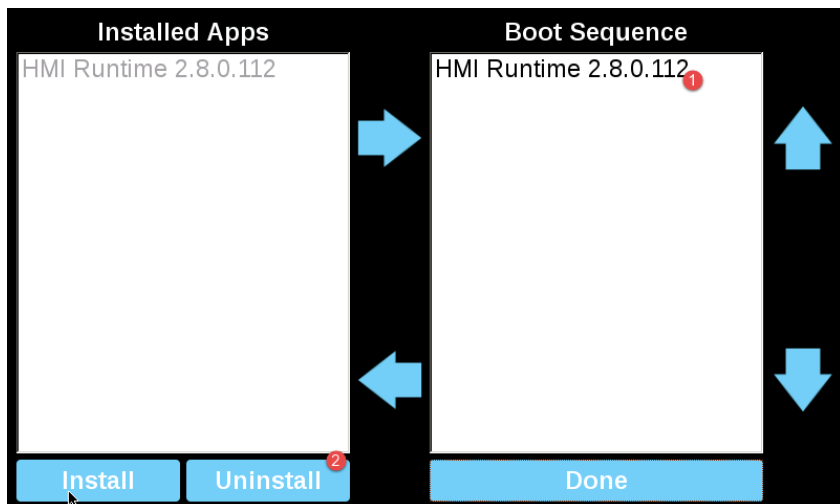 Installed Apps
HMI Runtime 2.8.0.112
Boot Sequence
HMI Runtime 2.8.0.112
1
2
Install
Uninstall
Done